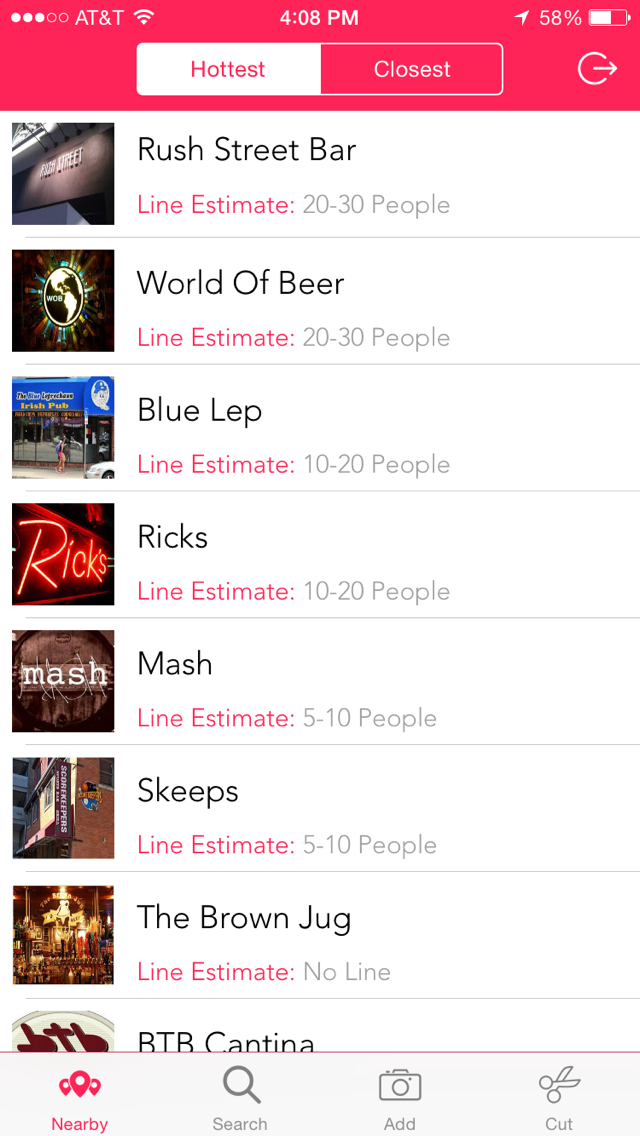 AT&T 4:08 PM 58%
Hottest Closest
RUSH STREET
Rush Street Bar
Line Estimate: 20-30 People
WOB
World Of Beer
Line Estimate: 20-30 People
The Blue Leprechaun
Irish Pub
Blue Lep
Line Estimate: 10-20 People
Rick's
Ricks
Line Estimate: 10-20 People
mash
Mash
Line Estimate: 5-10 People
SCOREKEEPERS
Skeeps
Line Estimate: 5-10 People
The Brown Jug
Line Estimate: No Line
btb
BTB Cantina
Nearby Search Add Cut